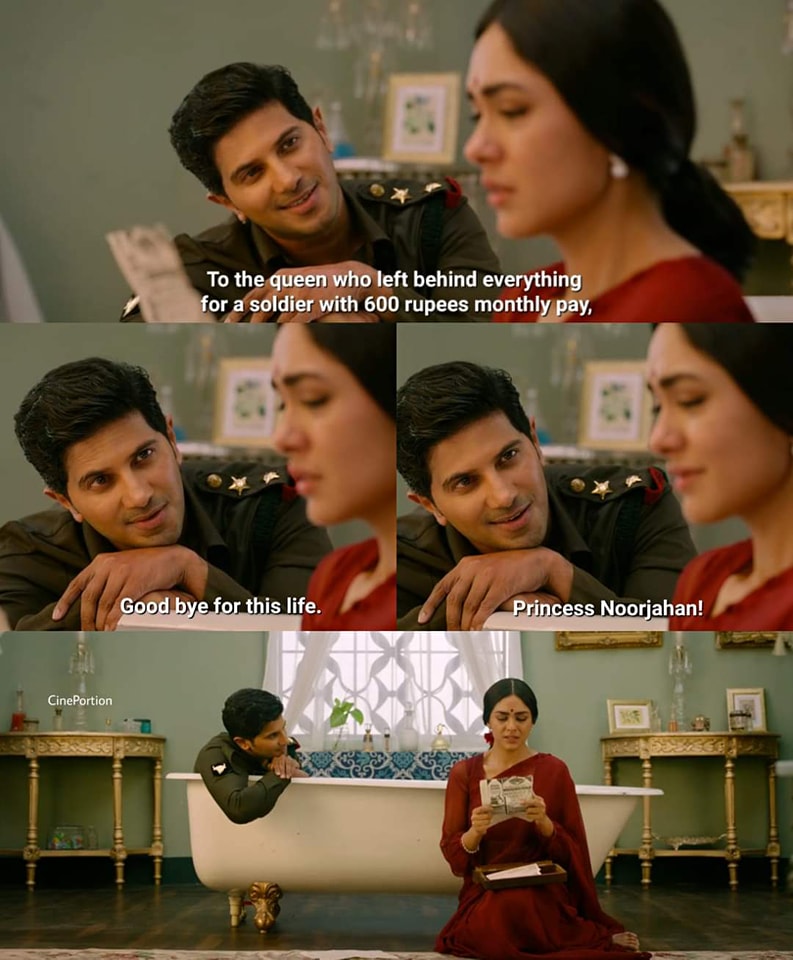 To the queen who left behind everything
for a soldier with 600 rupees monthly pay,
Good bye for this life.
Princess Noorjahan!
CinePortion